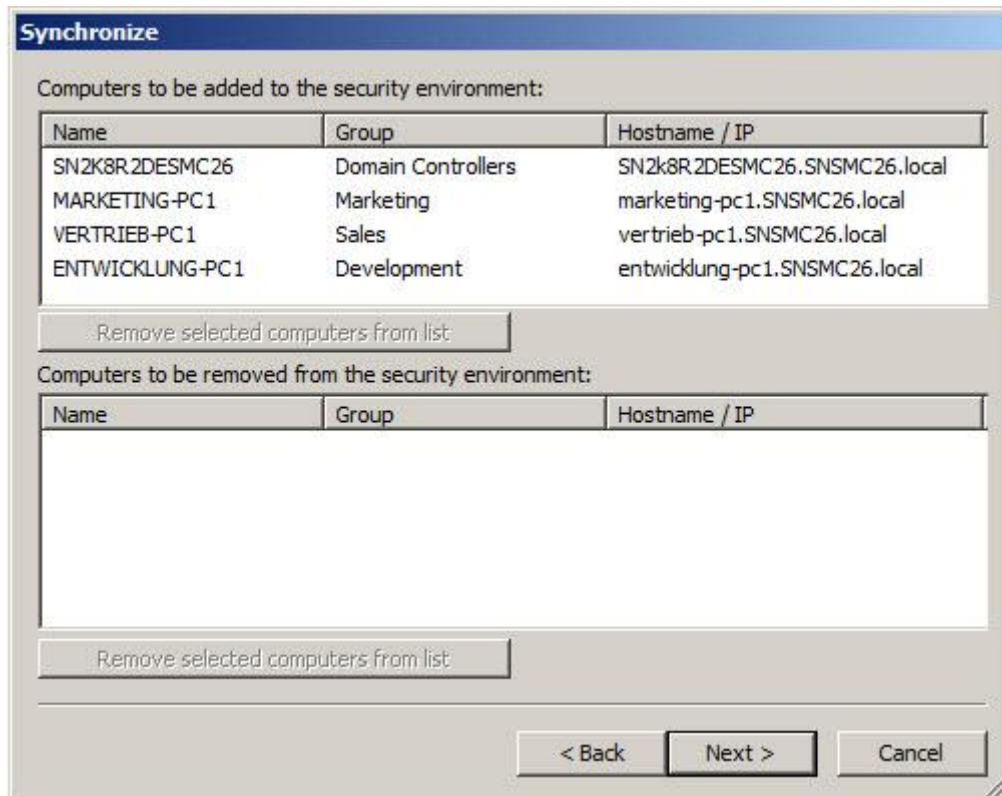 Synchronize
Computers to be added to the security environment:
Name Group Hostname / IP
SN2K8R2DESMC26 Domain Controllers SN2k8R2DESMC26.SNSMC26.local
MARKETING-PC1 Marketing marketing-pc1.SNSMC26.local
VERTRIEB-PC1 Sales vertrieb-pc1.SNSMC26.local
ENTWICKLUNG-PC1 Development entwicklung-pc1.SNSMC26.local
Remove selected computers from list
Computers to be removed from the security environment:
Name Group Hostname / IP
Remove selected computers from list
< Back Next > Cancel